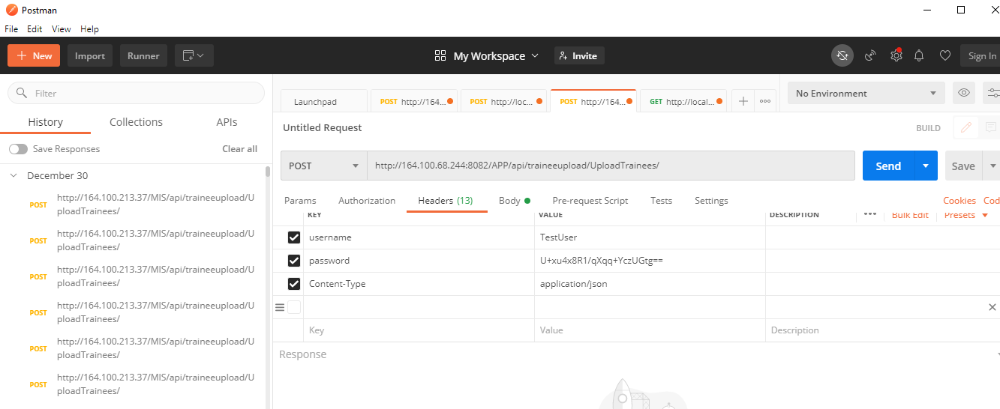 Postman
File Edit View Help
New Import Runner My Workspace Invite Sign In
Filter
History Collections APIs
Save Responses Clear all
December 30
POST http://164.100.213.37/MIS/api/traineeupload/U
ploadTrainees/
POST http://164.100.213.37/MIS/api/traineeupload/U
ploadTrainees/
POST http://164.100.213.37/MIS/api/traineeupload/U
ploadTrainees/
POST http://164.100.213.37/MIS/api/traineeupload/U
ploadTrainees/
POST http://164.100.213.37/MIS/api/traineeupload/U
ploadTrainees/
POST http://164.100.213.37/MIS/api/traineeupload/U
ploadTrainees/
Launchpad POST http://164... POST http://loc... POST http://164... GET http://local... No Environment
Untitled Request BUILD
POST http://164.100.68.244:8082/APP/api/traineeupload/UploadTrainees/ Send Save
Params Authorization Headers (13) Body Pre-request Script Tests Settings Cookies Cod
KEY VALUE DESCRIPTION Bulk Edit Presets
username TestUser
password U+xu4x8R1/qXqq+YczUGtg==
Content-Type application/json
Key Value Description
Response